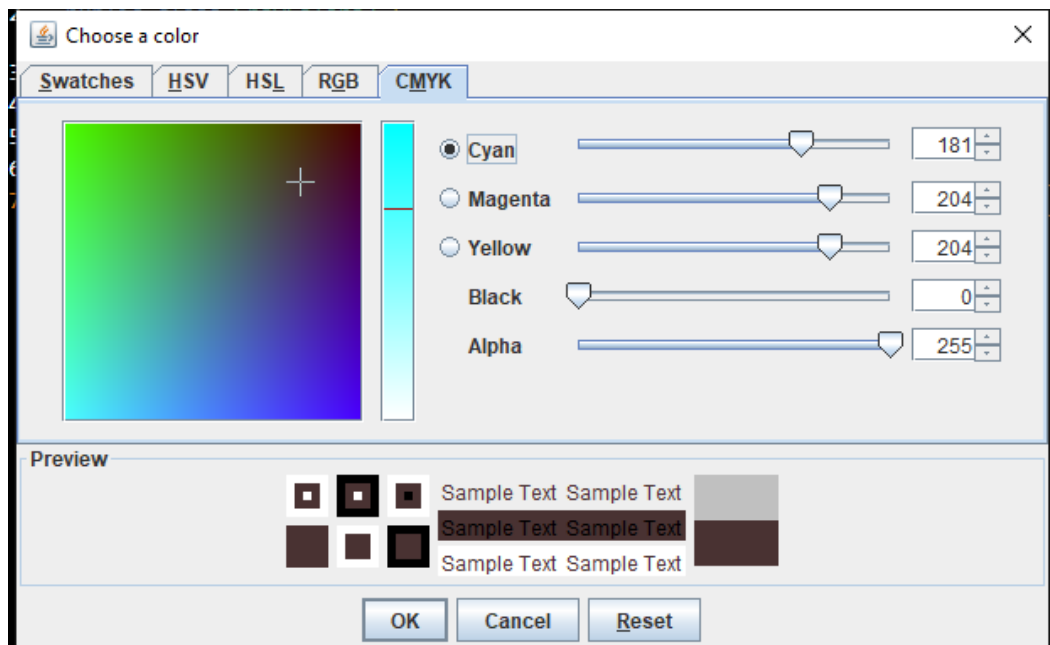 Choose a color
Swatches HSV HSL RGB CMYK
Cyan 181
Magenta 204
Yellow 204
Black 0
Alpha 255
Preview
Sample Text Sample Text
Sample Text Sample Text
Sample Text Sample Text
OK Cancel Reset